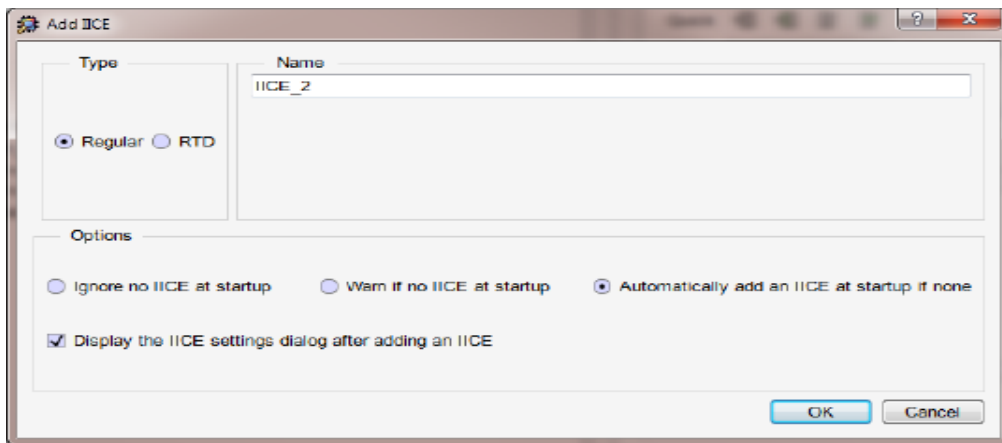 Add IICE
Type
Name
IICE_2
Regular
RTD
Options
Ignore no IICE at startup
Warn if no IICE at startup
Automatically add an IICE at startup if none
Display the IICE settings dialog after adding an IICE
OK
Cancel